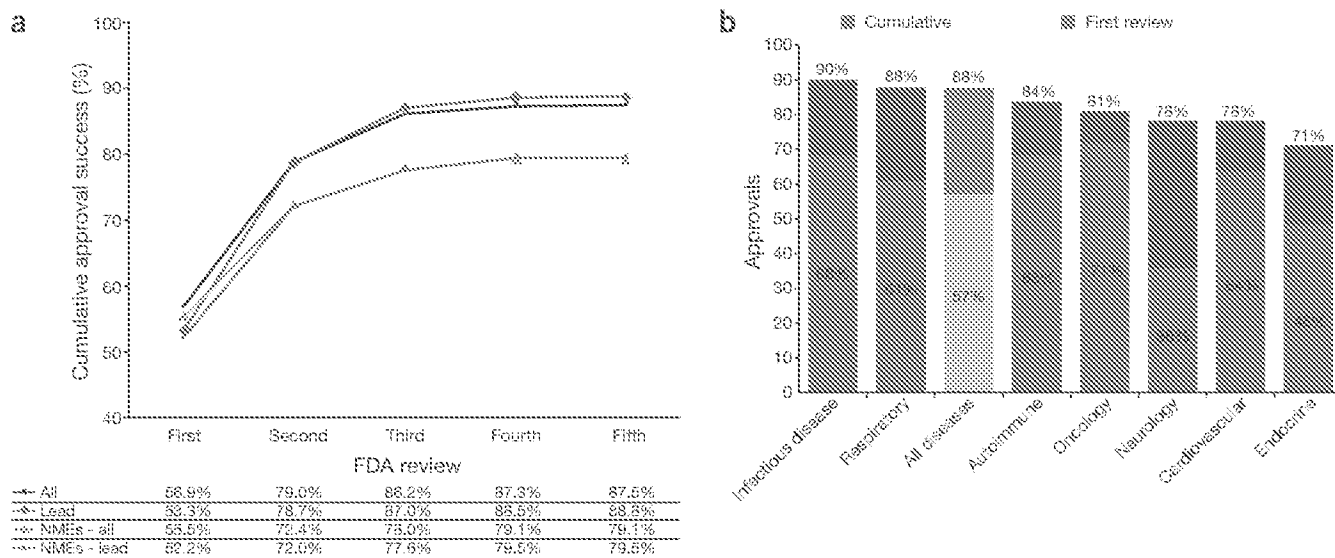 a
Cumulative approval success (%)
100
90
80
70
60
50
40
First Second Third Fourth Fifth
FDA review
All 56.9% 79.0% 86.2% 87.3% 87.5%
Lead 53.3% 78.7% 87.0% 88.5%
NMEs - all 55.5% 72.4% 78.0% 79.1% 79.1%
NMEs - lead 52.2% 72.0% 77.6% 79.5% 79.5%
b
Cumulative First review
Approvals
100
90
80
70
60
50
40
30
20
10
0
90% 88% 88% 84% 81% 78% 78% 71%
57%
Infectious disease
Respiratory
All diseases
Autoimmune
Oncology
Neurology
Cardiovascular
Endocrine